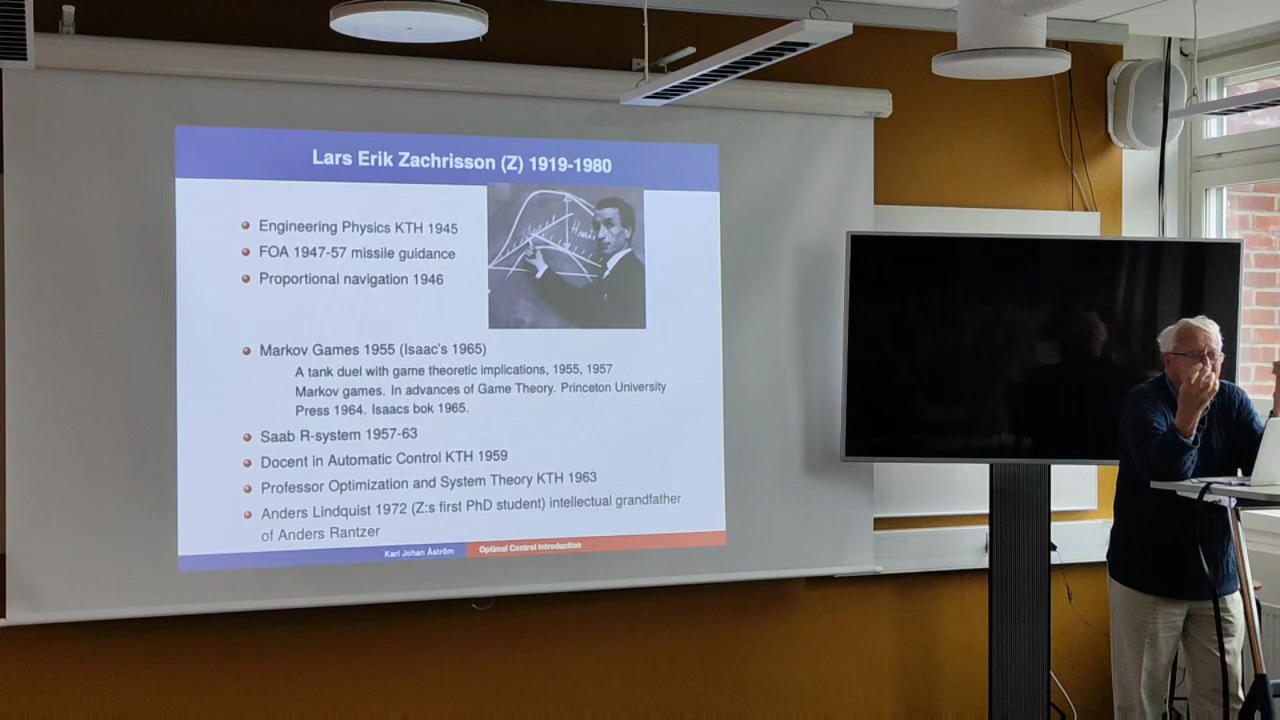 Lars Erik Zachrisson (Z) 1919-1980
Engineering Physics KTH 1945
FOA 1947-57 missile guidance
Proportional navigation 1946
Markov Games 1955 (Isaac's 1965)
A tank duel with game theoretic implications, 1955, 1957
Markov games. In advances of Game Theory. Princeton University
Press 1964. Isaacs bok 1965.
Saab R-system 1957-63
Docent in Automatic Control KTH 1959
Professor Optimization and System Theory KTH 1963
Anders Lindquist 1972 (Z:s first PhD student) intellectual grandfather
of Anders Rantzer
Karl Johan Åström
Optimal Control Introduction